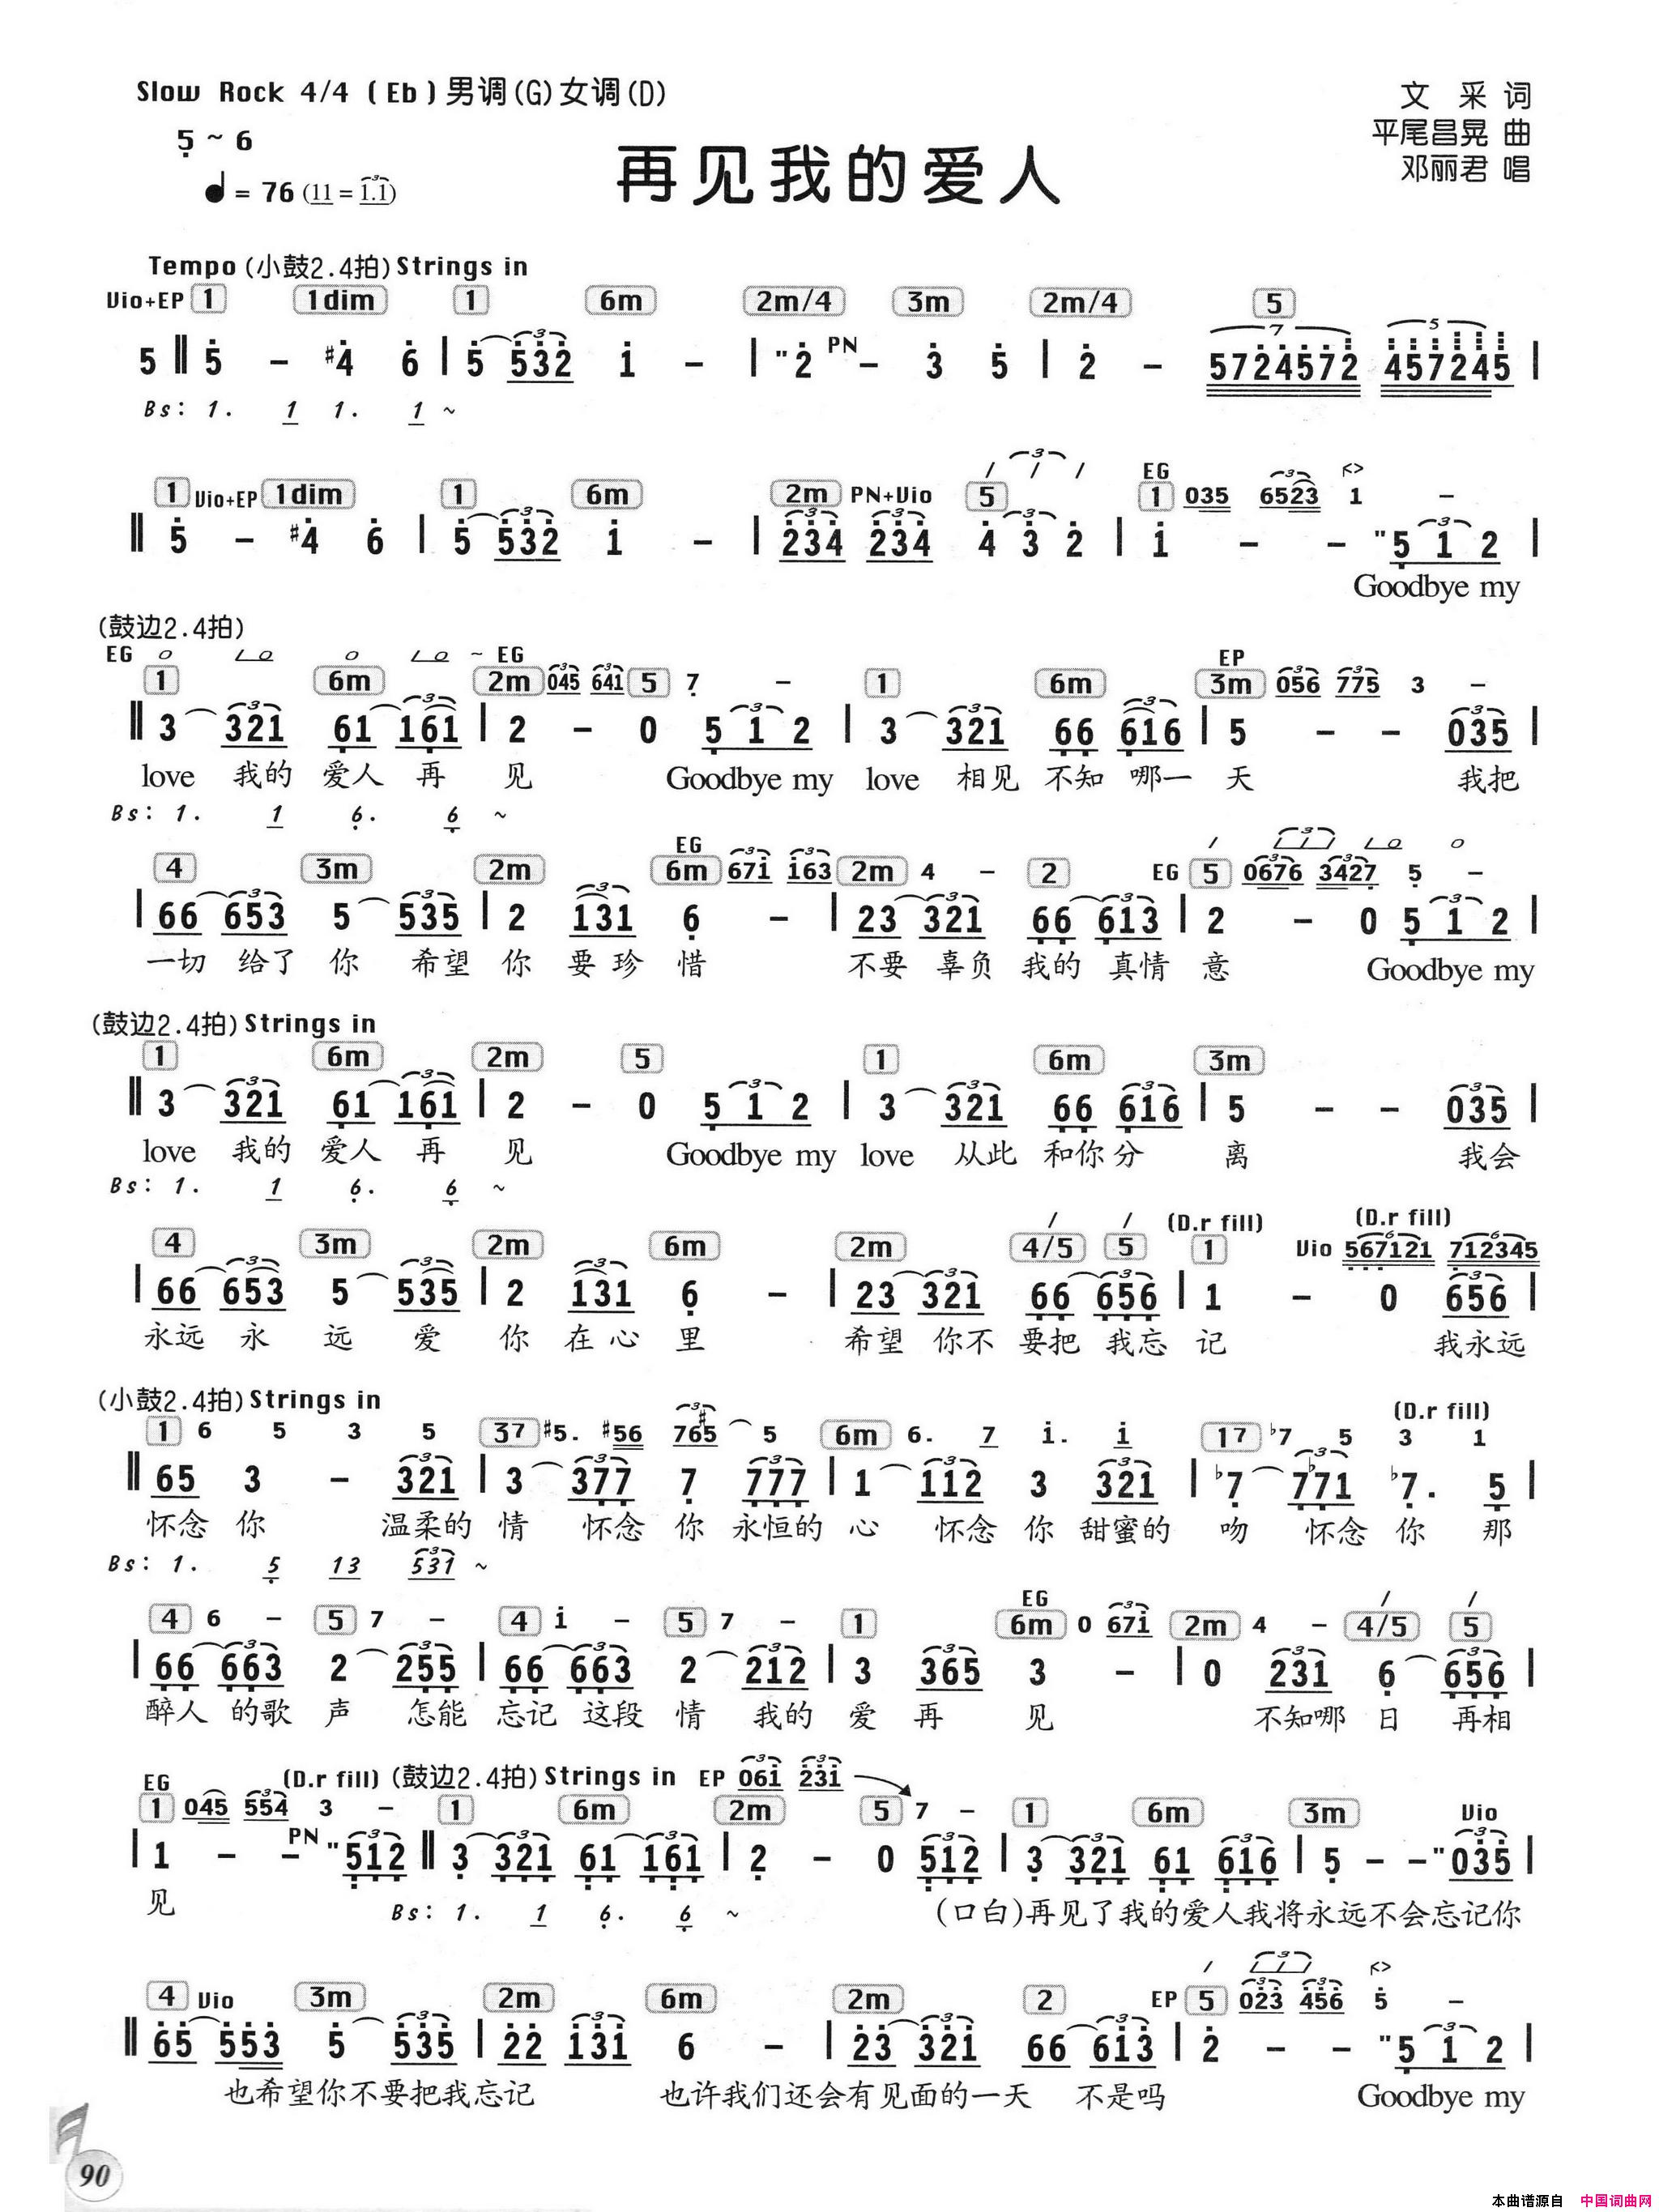 Slow Rock 4/4 (Eb) 男调(G)女调(D)
文 采 词
5 ~ 6
平尾昌晃 曲
再见我的爱人
邓丽君 唱
♩= 76 (11 = 1.1)
Tempo (小鼓2.4拍) Strings in
Vio+EP 1 1dim 1 6m 2m/4 3m 2m/4 5
5 ‖ 5 - #4 6 | 5 532 1 - | " 2 PN - 3 5 | 2 - 5724572 457245 |
Bs: 1. 1 1. 1 ~
1 Vio+EP 1dim 1 6m 2m PN+Vio 5 EG 1 035 6523 1 -
‖ 5 - #4 6 | 5 532 1 - | 234 234 4 3 2 | 1 - - " 5 1 2 |
Goodbye my
(鼓边2.4拍)
EG ~ EG EP
1 6m 2m 045 641 5 7 - 1 6m 3m 056 775 3 -
‖ 3 321 61 161 | 2 - 0 5 1 2 | 3 321 66 616 | 5 - - 035 |
love 我的 爱人 再 见 Goodbye my love 相见 不知 哪一 天 我把
Bs: 1. 1 6. 6 ~
EG
4 3m 2m 6m 671 163 2m 4 - 2 EG 5 0676 3427 5 -
| 66 653 5 535 | 2 131 6 - | 23 321 66 613 | 2 - 0 5 1 2 |
一切 给了 你 希望 你 要珍 惜 不要 辜负 我的 真情 意 Goodbye my
(鼓边2.4拍) Strings in
1 6m 2m 5 1 6m 3m
‖ 3 321 61 161 | 2 - 0 5 1 2 | 3 321 66 616 | 5 - - 035 |
love 我的 爱人 再 见 Goodbye my love 从此 和你 分 离 我会
Bs: 1. 1 6. 6 ~
(D.r fill) (D.r fill)
4 3m 2m 6m 2m 4/5 5 1 Vio 567121 712345
| 66 653 5 535 | 2 131 6 - | 23 321 66 656 | 1 - 0 656 |
永远 永 远 爱 你 在心 里 希望 你不 要把 我忘 记 我永远
(小鼓2.4拍) Strings in (D.r fill)
1 6 5 3 5 37 #5. #56 7#65 5 6m 6. 7 1. 1 17 b7 5 3 1
‖ 65 3 - 321 | 3 377 7 777 | 1 112 3 321 | b7 7b71 b7. 5 |
怀念 你 温柔的 情 怀念 你 永恒的 心 怀念 你 甜蜜的 吻 怀念 你 那
Bs: 1. 5 13 531 ~
EG
4 6 - 5 7 - 4 1 - 5 7 - 1 6m 0 671 2m 4 - 4/5 5
| 66 663 2 255 | 66 663 2 212 | 3 365 3 - | 0 231 6 656 |
醉人 的歌 声 怎能 忘记 这段 情 我的 爱 再 见 不知哪 日 再相
EG (D.r fill) (鼓边2.4拍) Strings in EP 061 231
1 045 554 3 - 1 6m 2m 5 7 - 1 6m 3m Vio
| 1 - - PN " 512 ‖ 3 321 61 161 | 2 - 0 512 | 3 321 61 616 | 5 - - " 035 |
见 Bs: 1. 1 6. 6 ~ (口白)再见了我的爱人我将永远不会忘记你
4 Vio 3m 2m 6m 2m 2 EP 5 023 456 5 -
‖ 65 553 5 535 | 22 131 6 - | 23 321 66 613 | 2 - - " 5 1 2 |
也希望你不要把我忘记 也许我们还会有见面的一天 不是吗 Goodbye my
90
本曲谱源自 中国词曲网